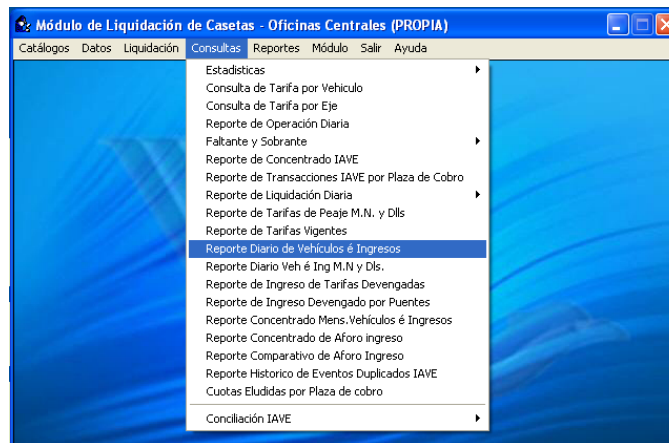 Módulo de Liquidación de Casetas - Oficinas Centrales (PROPIA)
Catálogos Datos Liquidación Consultas Reportes Módulo Salir Ayuda
Estadisticas
Consulta de Tarifa por Vehiculo
Consulta de Tarifa por Eje
Reporte de Operación Diaria
Faltante y Sobrante
Reporte de Concentrado IAVE
Reporte de Transacciones IAVE por Plaza de Cobro
Reporte de Liquidación Diaria
Reporte de Tarifas de Peaje M.N. y Dlls
Reporte de Tarifas Vigentes
Reporte Diario de Vehículos é Ingresos
Reporte Diario Veh é Ing M.N y Dls.
Reporte de Ingreso de Tarifas Devengadas
Reporte de Ingreso Devengado por Puentes
Reporte Concentrado Mens.Vehículos é Ingresos
Reporte Concentrado de Aforo ingreso
Reporte Comparativo de Aforo Ingreso
Reporte Historico de Eventos Duplicados IAVE
Cuotas Eludidas por Plaza de cobro
Conciliación IAVE